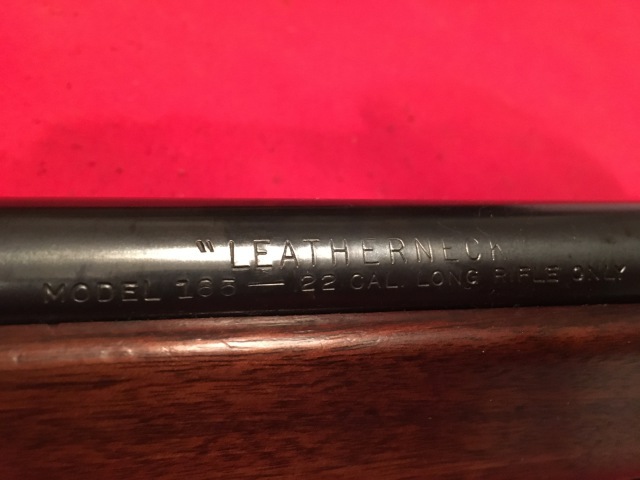 "LEATHERNECK
MODEL 165 — 22 CAL. LONG RIFLE ONLY